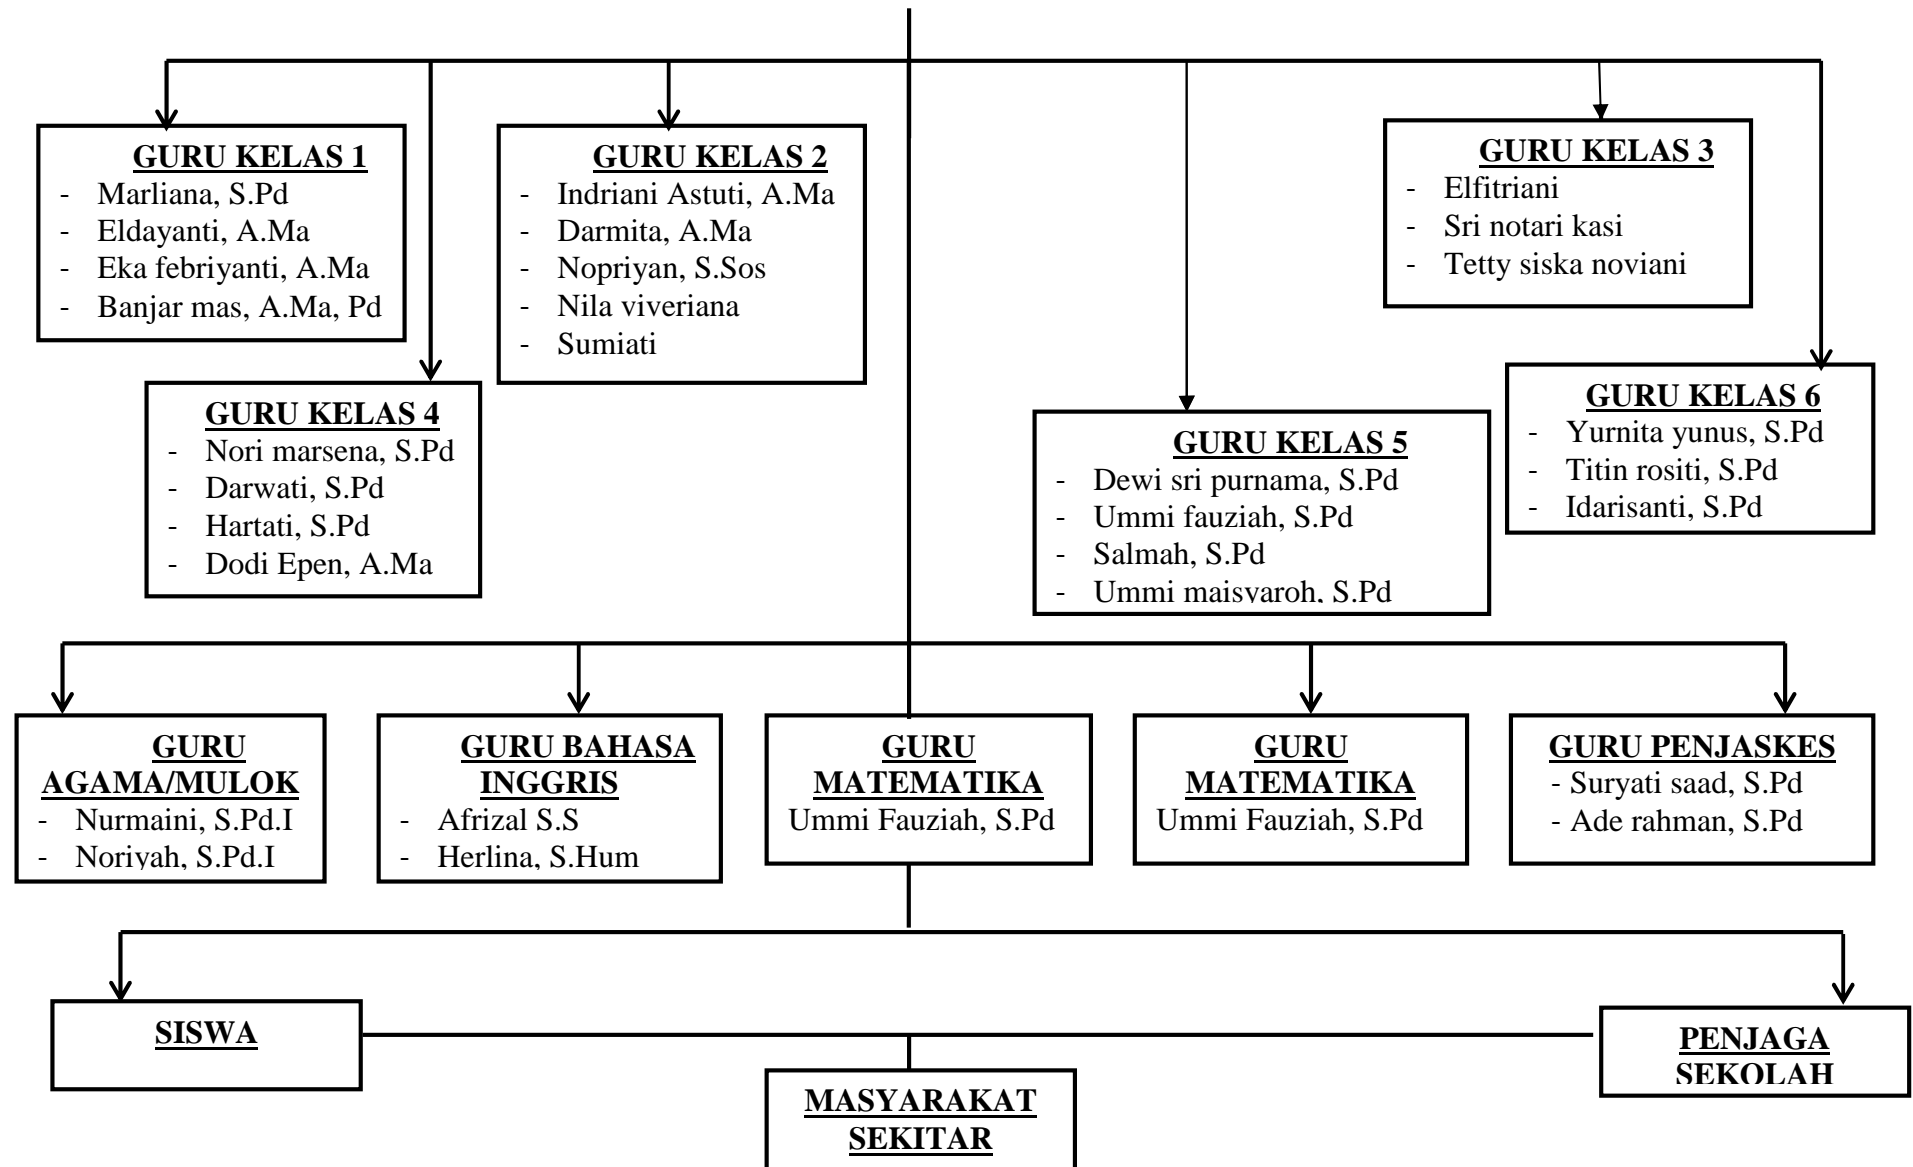 GURU KELAS 1
- Marliana, S.Pd
- Eldayanti, A.Ma
- Eka febriyanti, A.Ma
- Banjar mas, A.Ma, Pd
GURU KELAS 2
- Indriani Astuti, A.Ma
- Darmita, A.Ma
- Nopriyan, S.Sos
- Nila viveriana
- Sumiati
GURU KELAS 3
- Elfitriani
- Sri notari kasi
- Tetty siska noviani
GURU KELAS 4
- Nori marsena, S.Pd
- Darwati, S.Pd
- Hartati, S.Pd
- Dodi Epen, A.Ma
GURU KELAS 5
- Dewi sri purnama, S.Pd
- Ummi fauziah, S.Pd
- Salmah, S.Pd
- Ummi maisyaroh, S.Pd
GURU KELAS 6
- Yurnita yunus, S.Pd
- Titin rositi, S.Pd
- Idarisanti, S.Pd
GURU
AGAMA/MULOK
- Nurmaini, S.Pd.I
- Noriyah, S.Pd.I
GURU BAHASA
INGGRIS
- Afrizal S.S
- Herlina, S.Hum
GURU
MATEMATIKA
Ummi Fauziah, S.Pd
GURU
MATEMATIKA
Ummi Fauziah, S.Pd
GURU PENJASKES
- Suryati saad, S.Pd
- Ade rahman, S.Pd
SISWA
PENJAGA
SEKOLAH
MASYARAKAT
SEKITAR